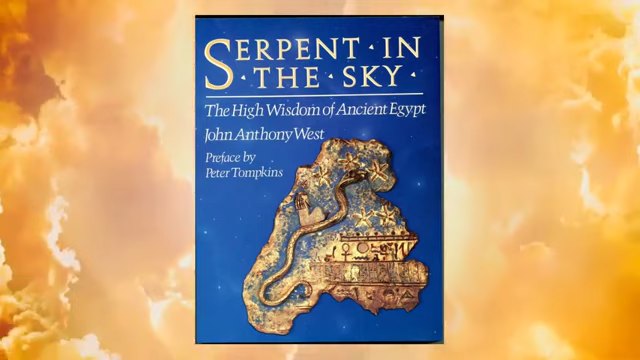 SERPENT · IN
· THE · SKY ·
The High Wisdom of Ancient Egypt
John Anthony West
Preface by
Peter Tompkins